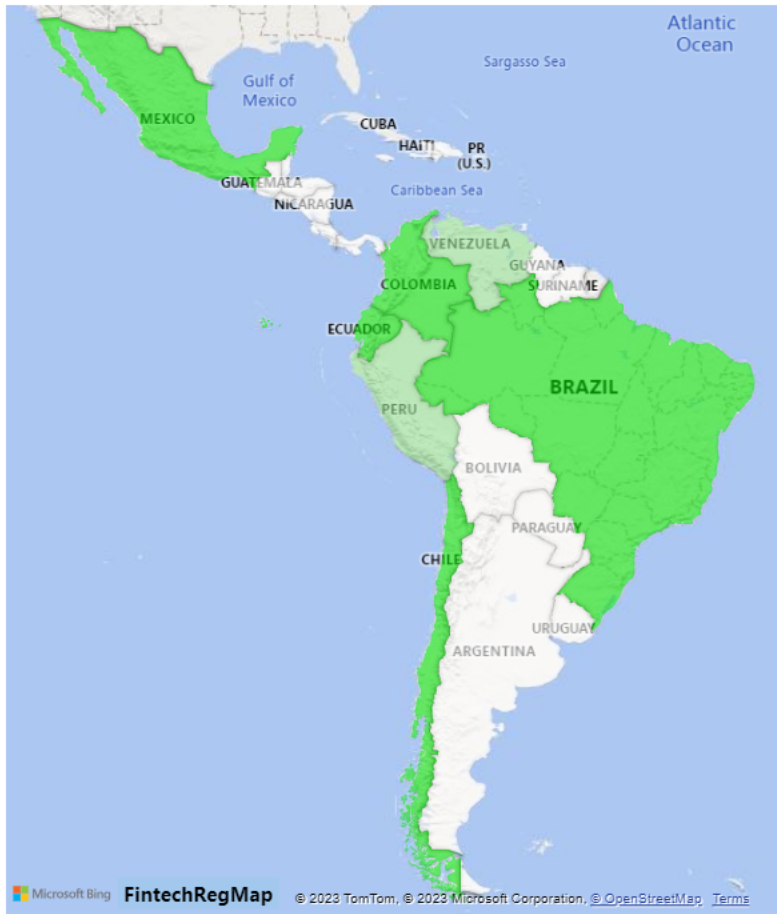 Atlantic
Ocean
Sargasso Sea
Gulf of
Mexico
MEXICO
CUBA
HAITI
PR
(U.S.)
GUATEMALA
Caribbean Sea
NICARAGUA
VENEZUELA
GUYANA
COLOMBIA
SURINAME
ECUADOR
BRAZIL
PERU
BOLIVIA
PARAGUAY
CHILE
URUGUAY
ARGENTINA
Microsoft Bing
FintechRegMap
© 2023 TomTom, © 2023 Microsoft Corporation, © OpenStreetMap Terms